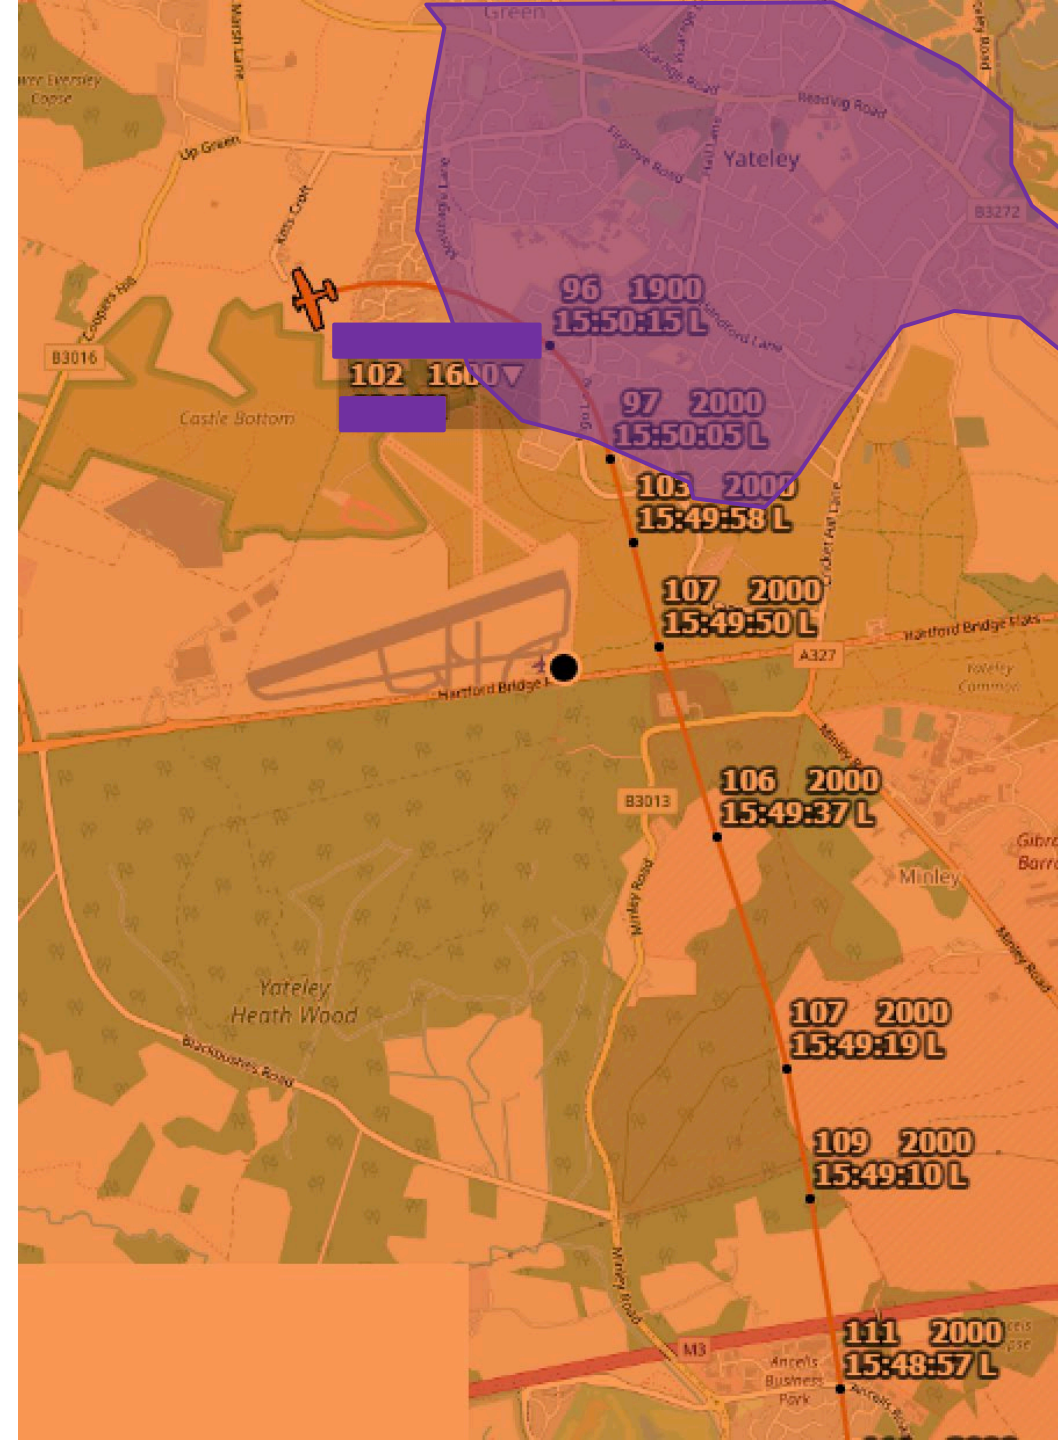 Green
Marsh Lane
Vicarage Road
Reading Road
Up Green
Firgrove Road
Hall Lane
Yateley
Monteagle Lane
B3272
Kits Croft
Coopers Hill
96 1900
15:50:15 L
Handford Lane
B3016
102 1600▼
Castle Bottom
97 2000
15:50:05 L
103 2000
15:49:58 L
Cricket Hill Lane
107 2000
15:49:50 L
Hartford Bridge Flats
A327
Yateley
Common
Hartford Bridge F
106 2000
15:49:37 L
B3013
Minley
Minley Road
Minley Road
Yateley
Heath Wood
107 2000
15:49:19 L
Blackbushes Road
109 2000
15:49:10 L
Minley Road
M3
111 2000
15:48:57 L
Ancells
Business
Park
Ancells Road